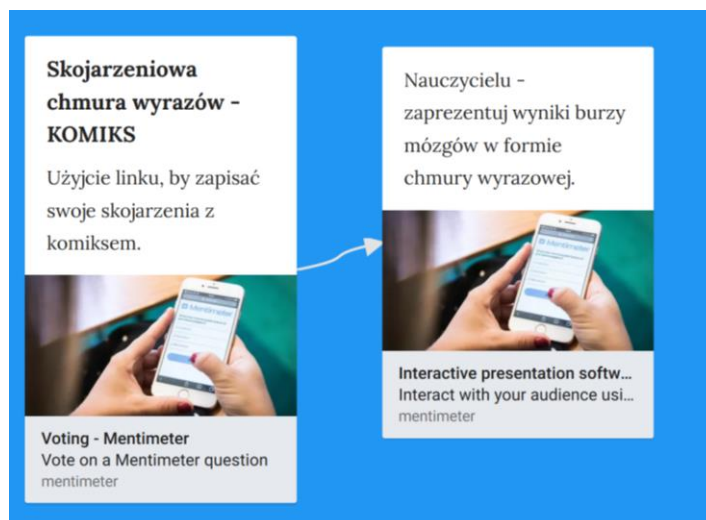 Skojarzeniowa
chmura wyrazów -
KOMIKS
Użyjcie linku, by zapisać
swoje skojarzenia z
komiksem.
Mentimeter
Voting - Mentimeter
Vote on a Mentimeter question
mentimeter
Nauczycielu -
zaprezentuj wyniki burzy
mózgów w formie
chmury wyrazowej.
Mentimeter
Interactive presentation softw...
Interact with your audience usi...
mentimeter